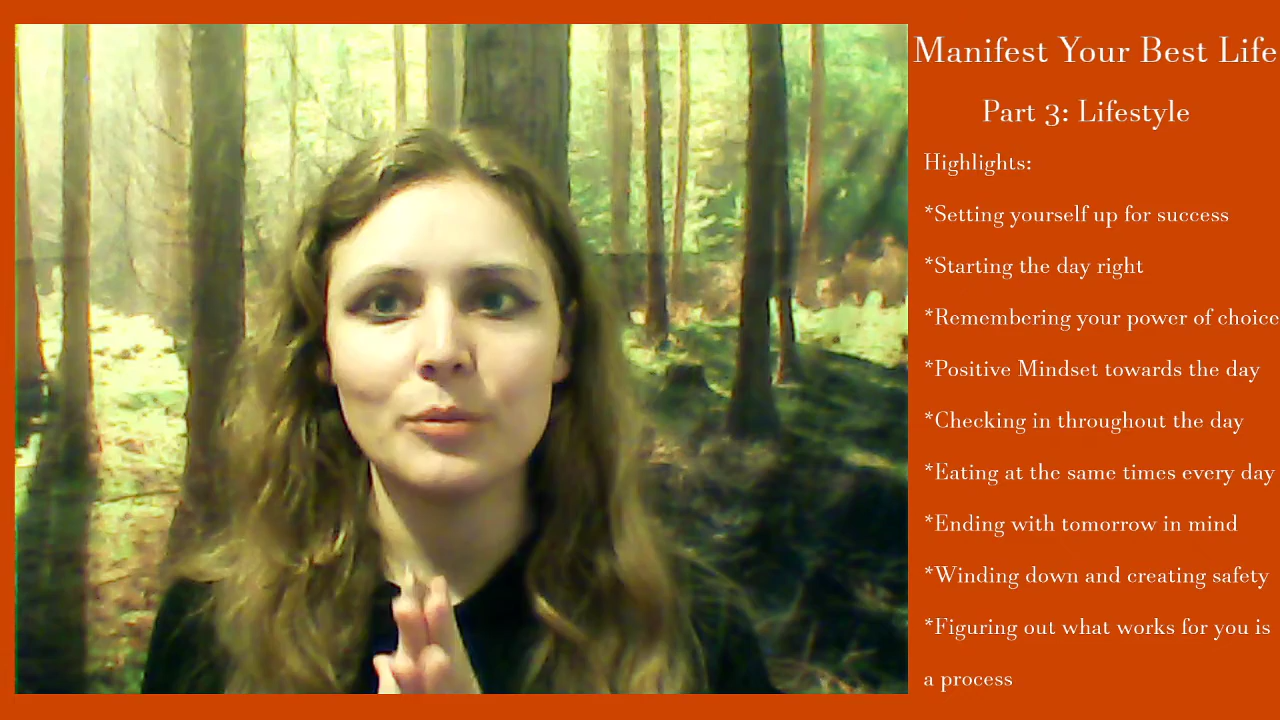 Manifest Your Best Life
Part 3: Lifestyle
Highlights:
*Setting yourself up for success
*Starting the day right
*Remembering your power of choice
*Positive Mindset towards the day
*Checking in throughout the day
*Eating at the same times every day
*Ending with tomorrow in mind
*Winding down and creating safety
*Figuring out what works for you is
a process